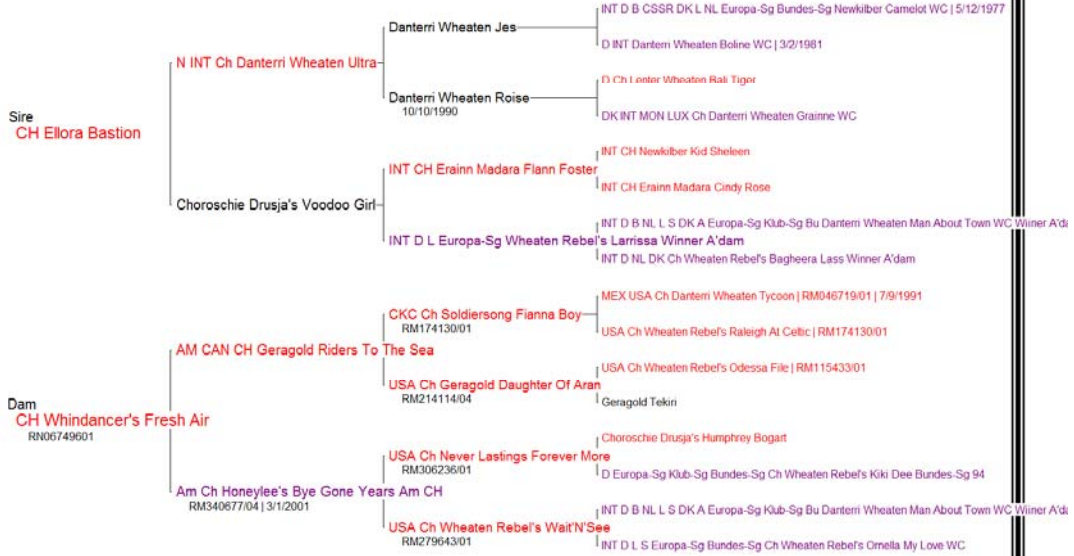 INT D B CSSR DK L NL Europa-Sg Bundes-Sg Newkilber Camelot WC | 5/12/1977
Danterri Wheaten Jes
D INT Danterri Wheaten Boline WC | 3/2/1981
N INT Ch Danterri Wheaten Ultra
D Ch Lenter Wheaten Bali Tiger
Danterri Wheaten Roise
10/10/1990
DK INT MON LUX Ch Danterri Wheaten Grainne WC
Sire
CH Ellora Bastion
INT CH Newkilber Kid Sheleen
INT CH Erainn Madara Flann Foster
INT CH Erainn Madara Cindy Rose
Choroschie Drusja's Voodoo Girl
INT D B NL L S DK A Europa-Sg Klub-Sg Bu Danterri Wheaten Man About Town WC Wiiner A'da
INT D L Europa-Sg Wheaten Rebel's Larrissa Winner A'dam
INT D NL DK Ch Wheaten Rebel's Bagheera Lass Winner A'dam
MEX USA Ch Danterri Wheaten Tycoon | RM046719/01 | 7/9/1991
CKC Ch Soldiersong Fianna Boy
RM174130/01
USA Ch Wheaten Rebel's Raleigh At Celtic | RM174130/01
AM CAN CH Geragold Riders To The Sea
USA Ch Wheaten Rebel's Odessa File | RM115433/01
USA Ch Geragold Daughter Of Aran
RM214114/04
Geragold Tekiri
Dam
CH Whindancer's Fresh Air
RN06749601
Choroschie Drusja's Humphrey Bogart
USA Ch Never Lastings Forever More
RM306236/01
D Europa-Sg Klub-Sg Bundes-Sg Ch Wheaten Rebel's Kiki Dee Bundes-Sg 94
Am Ch Honeylee's Bye Gone Years Am CH
RM340677/04 | 3/1/2001
INT D B NL L S DK A Europa-Sg Klub-Sg Bu Danterri Wheaten Man About Town WC Wiiner A'da
USA Ch Wheaten Rebel's Wait'N'See
RM279643/01
INT D L S Europa-Sg Bundes-Sg Ch Wheaten Rebel's Ornella My Love WC